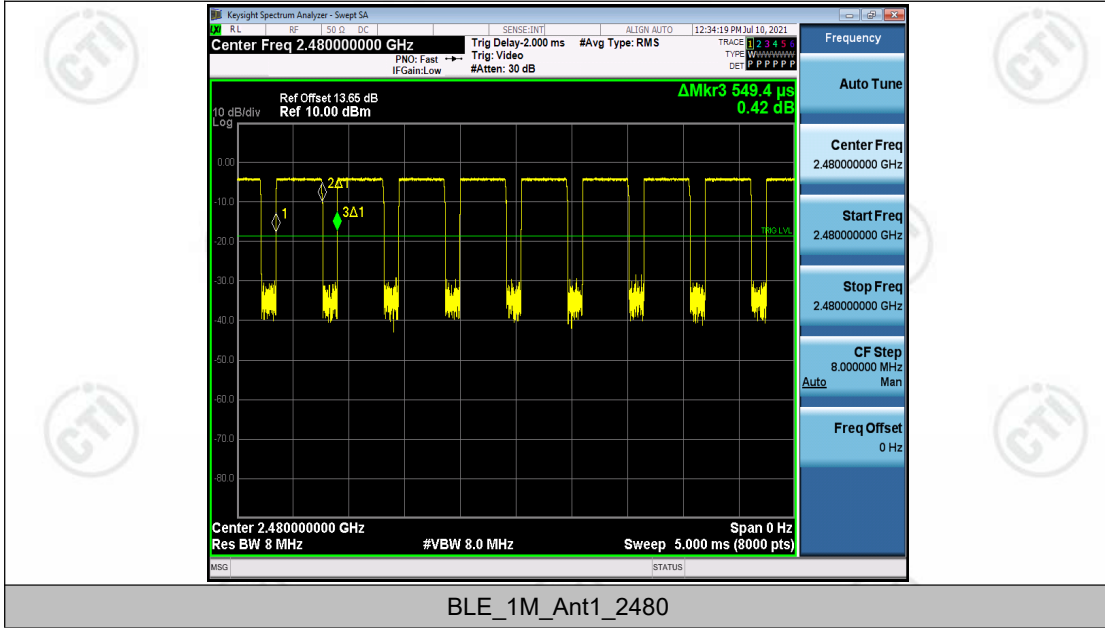 Keysight Spectrum Analyzer - Swept SA
RL RF 50 Ω DC SENSE:INT ALIGN AUTO 12:34:19 PM Jul 10, 2021
Center Freq 2.480000000 GHz
PNO: Fast
IFGain:Low
Trig Delay-2.000 ms
Trig: Video
#Atten: 30 dB
#Avg Type: RMS
TRACE 1 2 3 4 5 6
TYPE WWWWWW
DET P P P P P P
ΔMkr3 549.4 µs
0.42 dB
Ref Offset 13.65 dB
10 dB/div Ref 10.00 dBm
Log
0.00
-10.0
-20.0
-30.0
-40.0
-50.0
-60.0
-70.0
-80.0
1
2Δ1
3Δ1
TRIG LVL
Center 2.480000000 GHz
Span 0 Hz
Res BW 8 MHz
#VBW 8.0 MHz
Sweep 5.000 ms (8000 pts)
MSG
STATUS
Frequency
Auto Tune
Center Freq
2.480000000 GHz
Start Freq
2.480000000 GHz
Stop Freq
2.480000000 GHz
CF Step
8.000000 MHz
Auto Man
Freq Offset
0 Hz
BLE_1M_Ant1_2480
CTI
CTI
CTI
CTI